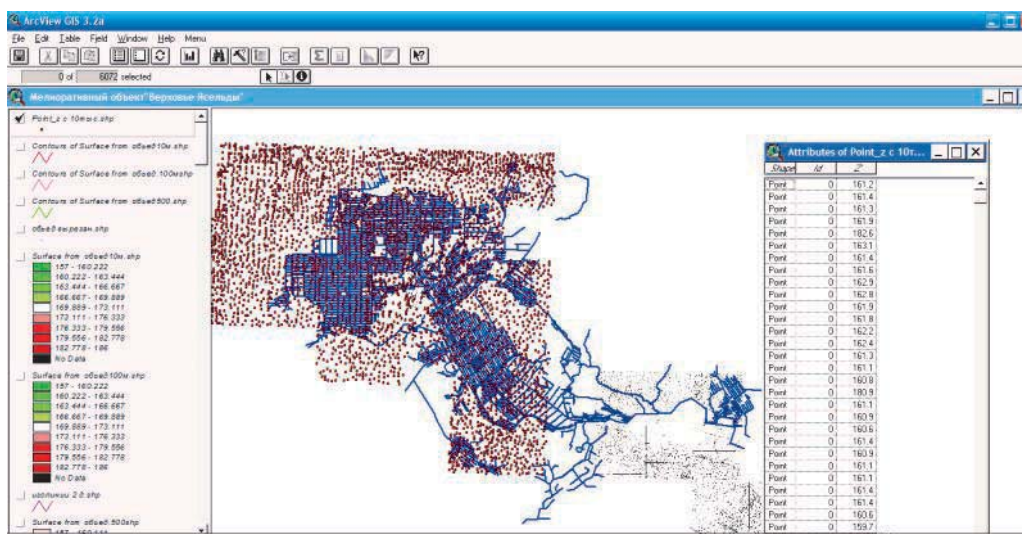 ArcView GIS 3.2a
File Edit Table Field Window Help Menu
0 of 6072 selected
Мелиоративный объект "Верховье Ясельды"
Point_z с 10тыс.shp
Contours of Surface from объед10м.shp
Contours of Surface from объед.100мshp
Contours of Surface from объед500.shp
объед вырезан.shp
Surface from объед10м.shp
157 - 160.222
160.222 - 163.444
163.444 - 166.667
166.667 - 169.889
169.889 - 173.111
173.111 - 176.333
176.333 - 179.556
179.556 - 182.778
182.778 - 186
No Data
Surface from объед100м.shp
157 - 160.222
160.222 - 163.444
163.444 - 166.667
166.667 - 169.889
169.889 - 173.111
173.111 - 176.333
176.333 - 179.556
179.556 - 182.778
182.778 - 186
No Data
изолинии 2 д.shp
Surface from объед.500shp
157 - 160.111
Attributes of Point_z с 10т...
Shape Id Z
Point 0 161.2
Point 0 161.4
Point 0 161.3
Point 0 161.9
Point 0 182.6
Point 0 163.1
Point 0 161.4
Point 0 161.6
Point 0 162.9
Point 0 162.8
Point 0 161.9
Point 0 161.8
Point 0 162.2
Point 0 162.4
Point 0 161.3
Point 0 161.1
Point 0 160.8
Point 0 180.9
Point 0 161.1
Point 0 160.9
Point 0 160.6
Point 0 161.4
Point 0 160.9
Point 0 161.1
Point 0 161.1
Point 0 161.4
Point 0 160.6
Point 0 159.7